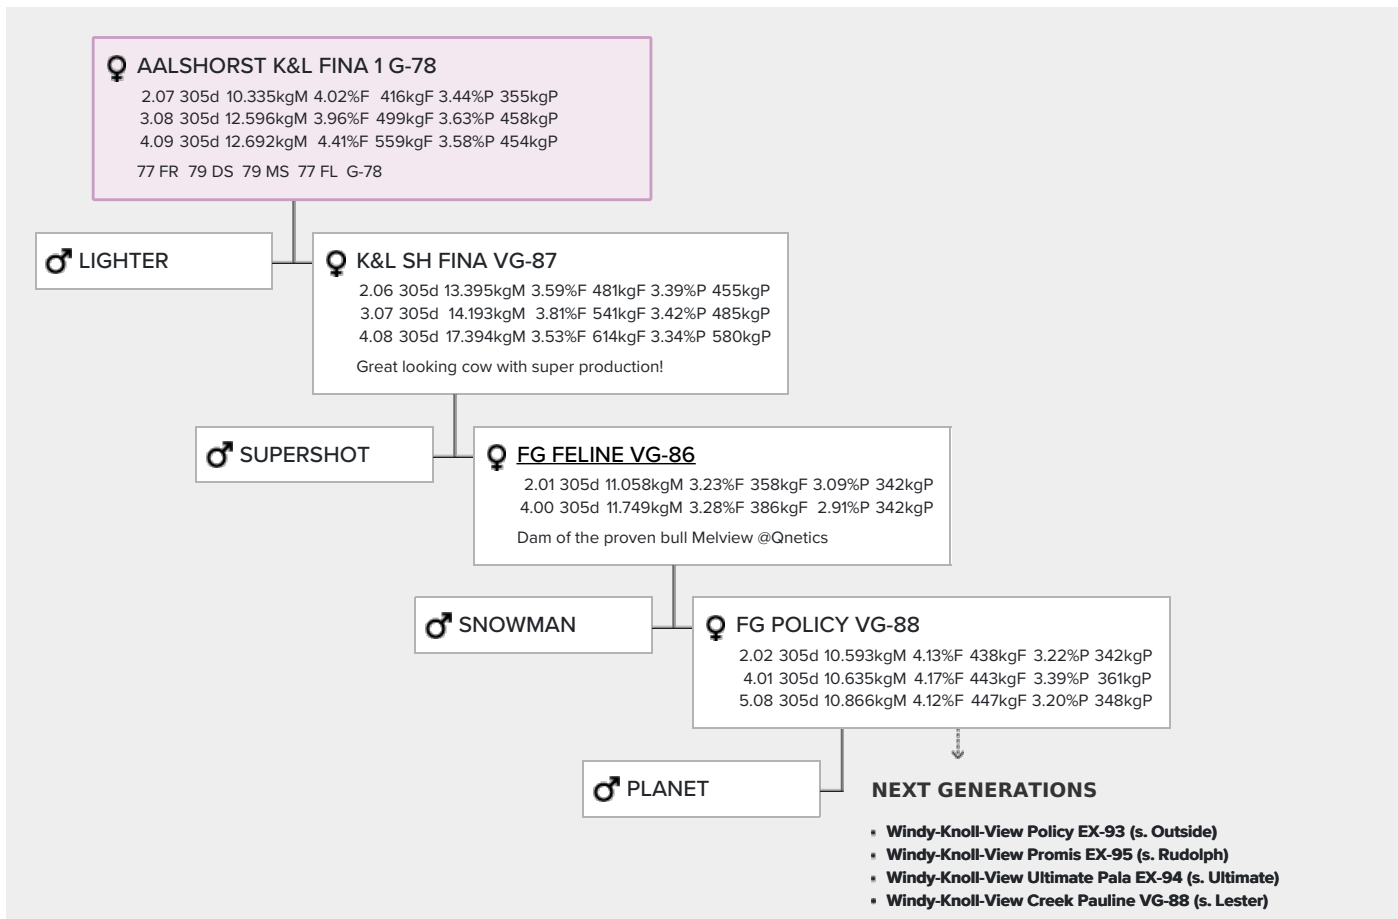 AALSHORST K&L FINA 1 G-78
2.07 305d 10.335kgM 4.02%F 416kgF 3.44%P 355kgP
3.08 305d 12.596kgM 3.96%F 499kgF 3.63%P 458kgP
4.09 305d 12.692kgM 4.41%F 559kgF 3.58%P 454kgP
77 FR 79 DS 79 MS 77 FL G-78
LIGHTER
K&L SH FINA VG-87
2.06 305d 13.395kgM 3.59%F 481kgF 3.39%P 455kgP
3.07 305d 14.193kgM 3.81%F 541kgF 3.42%P 485kgP
4.08 305d 17.394kgM 3.53%F 614kgF 3.34%P 580kgP
Great looking cow with super production!
SUPERSHOT
FG FELINE VG-86
2.01 305d 11.058kgM 3.23%F 358kgF 3.09%P 342kgP
4.00 305d 11.749kgM 3.28%F 386kgF 2.91%P 342kgP
Dam of the proven bull Melview @Qnetics
SNOWMAN
FG POLICY VG-88
2.02 305d 10.593kgM 4.13%F 438kgF 3.22%P 342kgP
4.01 305d 10.635kgM 4.17%F 443kgF 3.39%P 361kgP
5.08 305d 10.866kgM 4.12%F 447kgF 3.20%P 348kgP
PLANET
NEXT GENERATIONS
Windy-Knoll-View Policy EX-93 (s. Outside)
Windy-Knoll-View Promis EX-95 (s. Rudolph)
Windy-Knoll-View Ultimate Pala EX-94 (s. Ultimate)
Windy-Knoll-View Creek Pauline VG-88 (s. Lester)